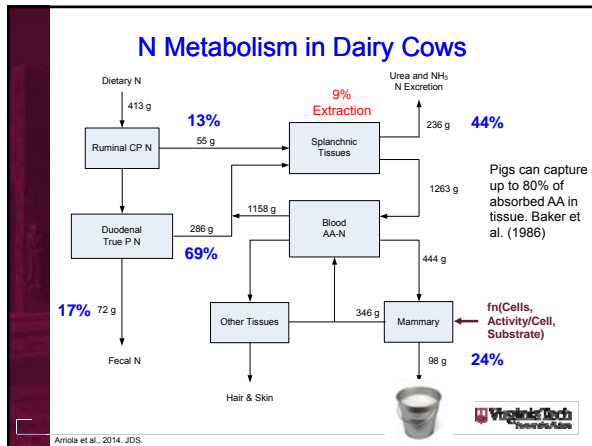 N Metabolism in Dairy Cows
Dietary N
413 g
Ruminal CP N
13%
55 g
9%
Extraction
Splanchnic
Tissues
Urea and NH₃
N Excretion
236 g
44%
1263 g
Pigs can capture
up to 80% of
absorbed AA in
tissue. Baker
et al. (1986)
Duodenal
True P N
286 g
69%
1158 g
Blood
AA-N
444 g
17%
72 g
Fecal N
Other Tissues
346 g
Mammary
fn(Cells,
Activity/Cell,
Substrate)
98 g
24%
Hair & Skin
VirginiaTech
Arriola et al., 2014. JDS.